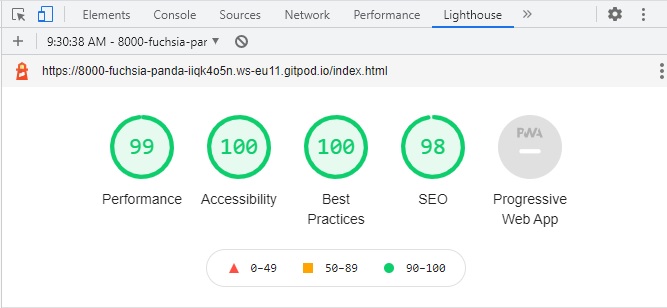 Elements Console Sources Network Performance Lighthouse »
+ 9:30:38 AM - 8000-fuchsia-par
https://8000-fuchsia-panda-iiqk4o5n.ws-eu11.gitpod.io/index.html
99 100 100 98 PWA
Performance Accessibility Best SEO Progressive
Practices Web App
0–49 50–89 90–100